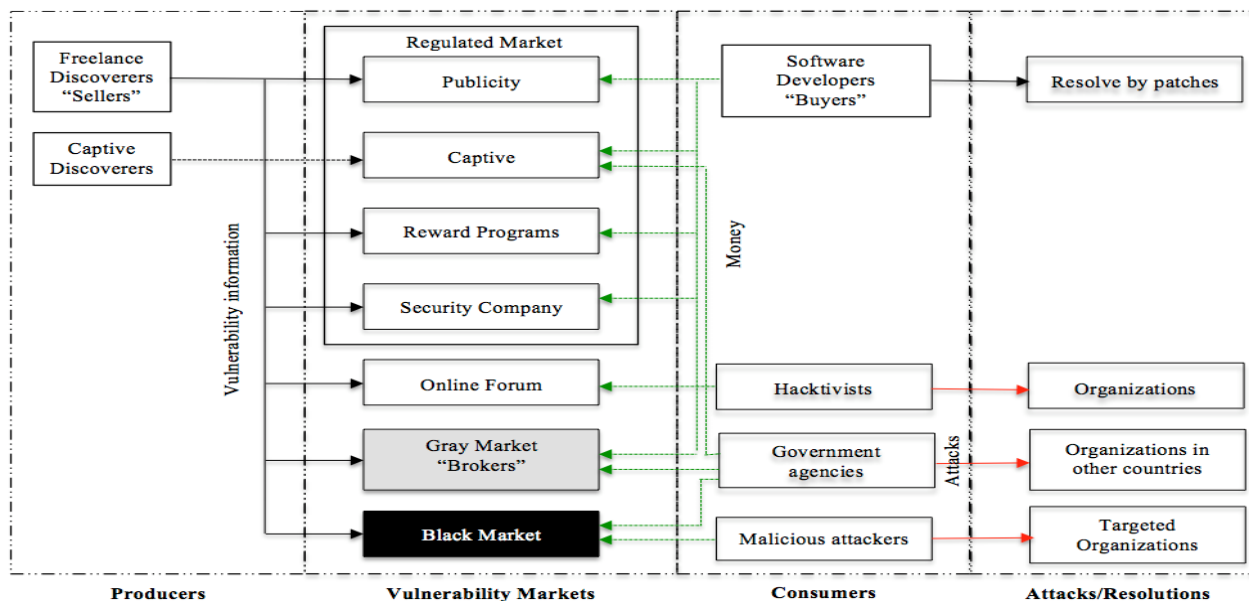 Freelance
Discoverers
“Sellers”
Captive
Discoverers
Vulnerability information
Regulated Market
Publicity
Captive
Reward Programs
Security Company
Online Forum
Gray Market
“Brokers”
Black Market
Money
Software
Developers
“Buyers”
Hacktivists
Government
agencies
Malicious attackers
Attacks
Resolve by patches
Organizations
Organizations in
other countries
Targeted
Organizations
Producers
Vulnerability Markets
Consumers
Attacks/Resolutions